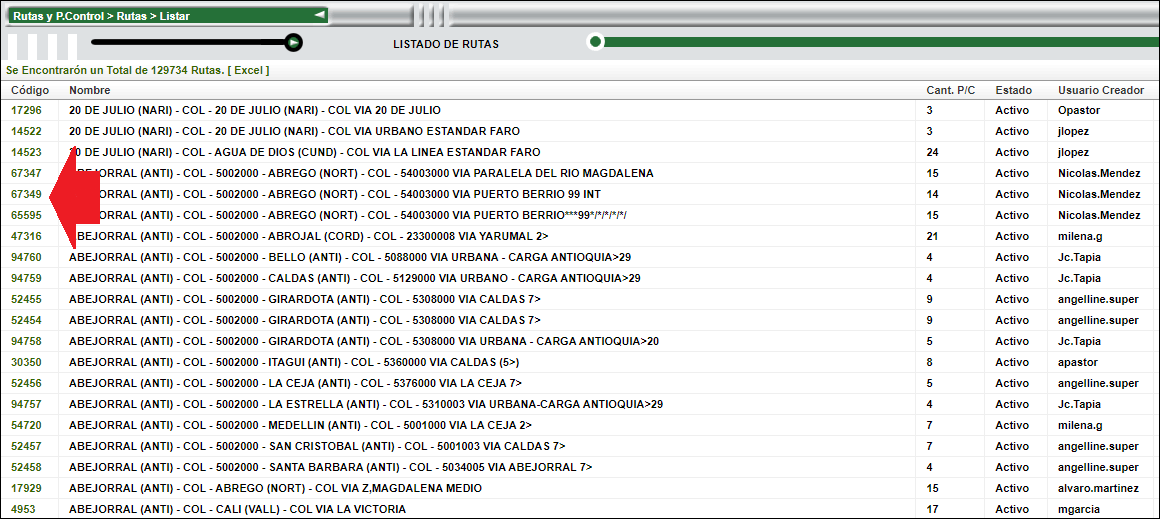 Rutas y P.Control > Rutas > Listar
LISTADO DE RUTAS
Se Encontrarón un Total de 129734 Rutas. [ Excel ]
Código Nombre Cant. P/C Estado Usuario Creador
17296 20 DE JULIO (NARI) - COL - 20 DE JULIO (NARI) - COL VIA 20 DE JULIO 3 Activo Opastor
14522 20 DE JULIO (NARI) - COL - 20 DE JULIO (NARI) - COL VIA URBANO ESTANDAR FARO 3 Activo jlopez
14523 20 DE JULIO (NARI) - COL - AGUA DE DIOS (CUND) - COL VIA LA LINEA ESTANDAR FARO 24 Activo jlopez
67347 ABEJORRAL (ANTI) - COL - 5002000 - ABREGO (NORT) - COL - 54003000 VIA PARALELA DEL RIO MAGDALENA 15 Activo Nicolas.Mendez
67349 ABEJORRAL (ANTI) - COL - 5002000 - ABREGO (NORT) - COL - 54003000 VIA PUERTO BERRIO 99 INT 14 Activo Nicolas.Mendez
65595 ABEJORRAL (ANTI) - COL - 5002000 - ABREGO (NORT) - COL - 54003000 VIA PUERTO BERRIO***99*/*/*/*/*/ 15 Activo Nicolas.Mendez
47316 ABEJORRAL (ANTI) - COL - 5002000 - ABROJAL (CORD) - COL - 23300008 VIA YARUMAL 2> 21 Activo milena.g
94760 ABEJORRAL (ANTI) - COL - 5002000 - BELLO (ANTI) - COL - 5088000 VIA URBANA - CARGA ANTIOQUIA>29 4 Activo Jc.Tapia
94759 ABEJORRAL (ANTI) - COL - 5002000 - CALDAS (ANTI) - COL - 5129000 VIA URBANO - CARGA ANTIOQUIA>29 4 Activo Jc.Tapia
52455 ABEJORRAL (ANTI) - COL - 5002000 - GIRARDOTA (ANTI) - COL - 5308000 VIA CALDAS 7> 9 Activo angelline.super
52454 ABEJORRAL (ANTI) - COL - 5002000 - GIRARDOTA (ANTI) - COL - 5308000 VIA CALDAS 7> 9 Activo angelline.super
94758 ABEJORRAL (ANTI) - COL - 5002000 - GIRARDOTA (ANTI) - COL - 5308000 VIA URBANA - CARGA ANTIOQUIA>20 5 Activo Jc.Tapia
30350 ABEJORRAL (ANTI) - COL - 5002000 - ITAGUI (ANTI) - COL - 5360000 VIA CALDAS (5>) 8 Activo apastor
52456 ABEJORRAL (ANTI) - COL - 5002000 - LA CEJA (ANTI) - COL - 5376000 VIA LA CEJA 7> 5 Activo angelline.super
94757 ABEJORRAL (ANTI) - COL - 5002000 - LA ESTRELLA (ANTI) - COL - 5310003 VIA URBANA-CARGA ANTIOQUIA>29 4 Activo Jc.Tapia
54720 ABEJORRAL (ANTI) - COL - 5002000 - MEDELLIN (ANTI) - COL - 5001000 VIA LA CEJA 2> 7 Activo milena.g
52457 ABEJORRAL (ANTI) - COL - 5002000 - SAN CRISTOBAL (ANTI) - COL - 5001003 VIA CALDAS 7> 7 Activo angelline.super
52458 ABEJORRAL (ANTI) - COL - 5002000 - SANTA BARBARA (ANTI) - COL - 5034005 VIA ABEJORRAL 7> 4 Activo angelline.super
17929 ABEJORRAL (ANTI) - COL - ABREGO (NORT) - COL VIA Z,MAGDALENA MEDIO 15 Activo alvaro.martinez
4953 ABEJORRAL (ANTI) - COL - CALI (VALL) - COL VIA LA VICTORIA 17 Activo mgarcia